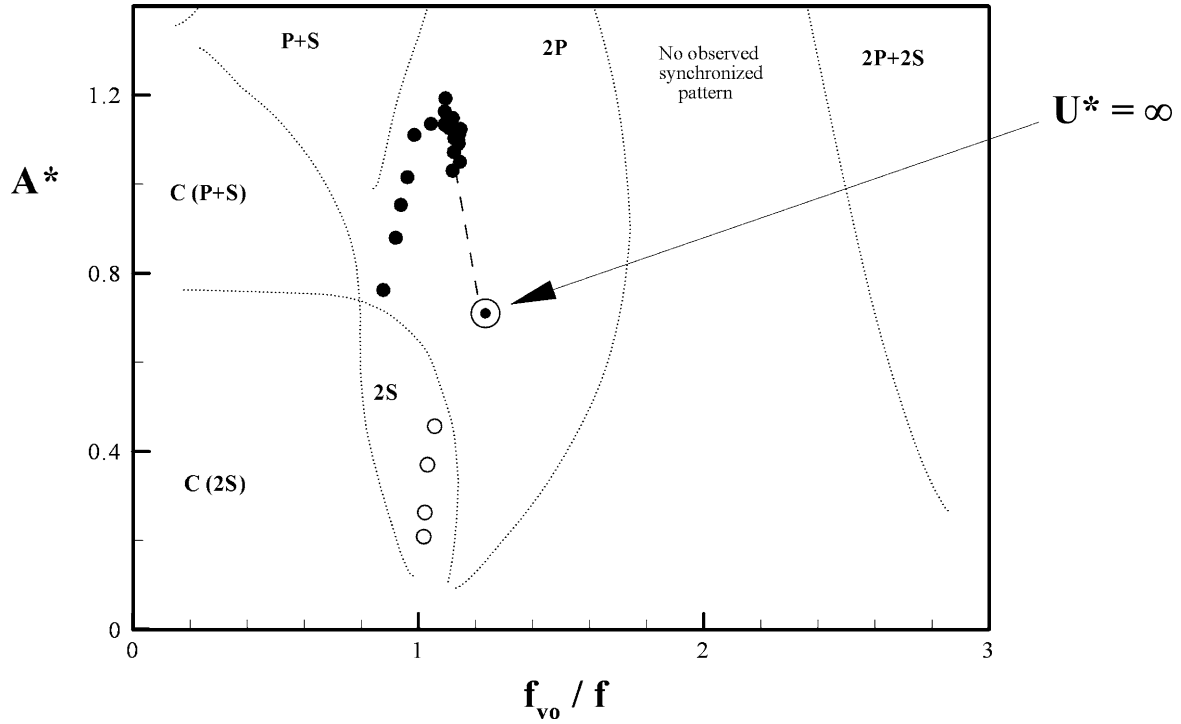 P+S
2P
No observed
synchronized
pattern
2P+2S
U* = ∞
1.2
A*
C (P+S)
0.8
2S
0.4
C (2S)
0
0
1
2
3
f_vo / f